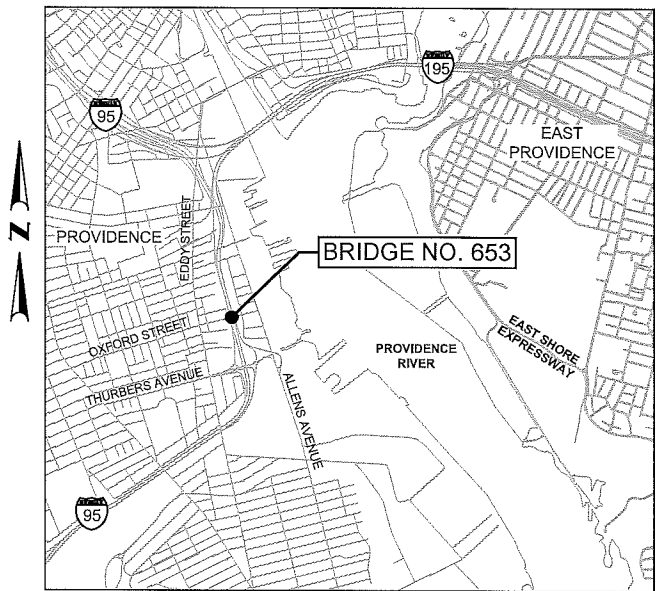 195
95
EAST
PROVIDENCE
N
PROVIDENCE
EDDY STREET
BRIDGE NO. 653
OXFORD STREET
EAST SHORE
EXPRESSWAY
PROVIDENCE
RIVER
THURBERS AVENUE
ALLENS AVENUE
95